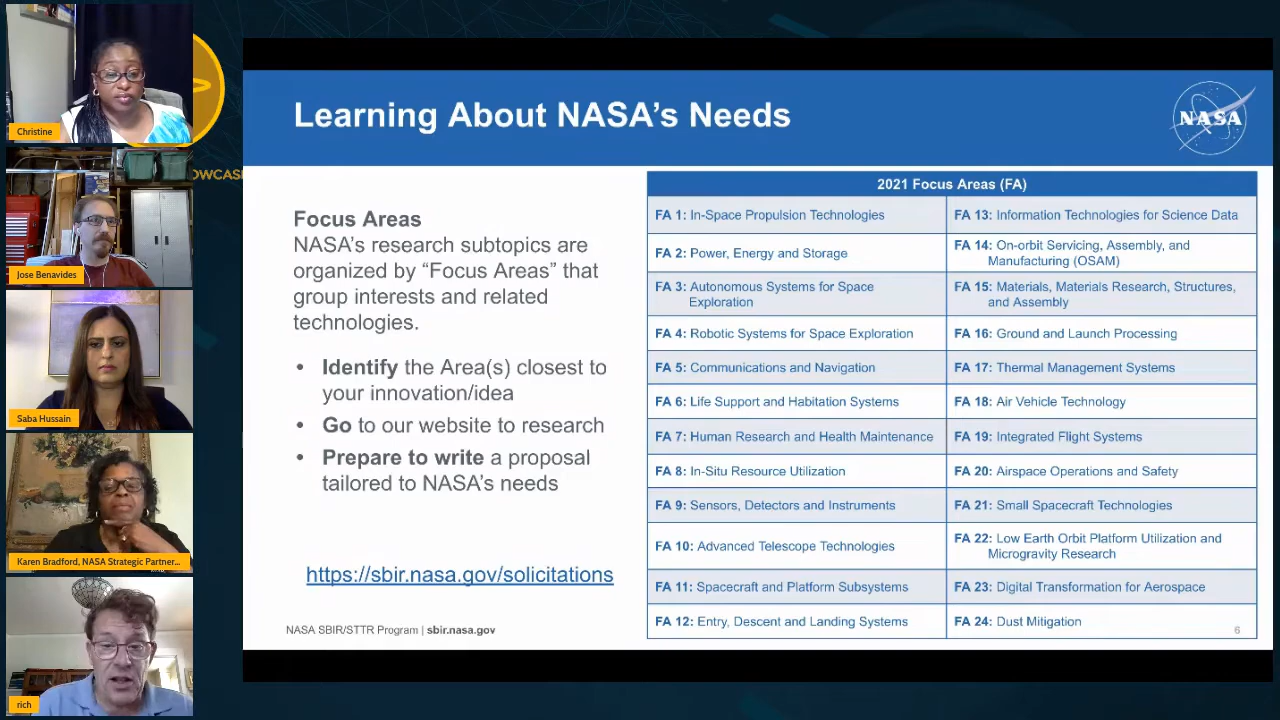 Christine
OWCAS
Jose Benavides
Saba Hussain
Karen Bradford, NASA Strategic Partner...
rich
Learning About NASA's Needs
NASA
Focus Areas
NASA's research subtopics are
organized by “Focus Areas” that
group interests and related
technologies.
• Identify the Area(s) closest to
your innovation/idea
• Go to our website to research
• Prepare to write a proposal
tailored to NASA's needs
https://sbir.nasa.gov/solicitations
NASA SBIR/STTR Program | sbir.nasa.gov
2021 Focus Areas (FA)
FA 1: In-Space Propulsion Technologies
FA 2: Power, Energy and Storage
FA 3: Autonomous Systems for Space
Exploration
FA 4: Robotic Systems for Space Exploration
FA 5: Communications and Navigation
FA 6: Life Support and Habitation Systems
FA 7: Human Research and Health Maintenance
FA 8: In-Situ Resource Utilization
FA 9: Sensors, Detectors and Instruments
FA 10: Advanced Telescope Technologies
FA 11: Spacecraft and Platform Subsystems
FA 12: Entry, Descent and Landing Systems
FA 13: Information Technologies for Science Data
FA 14: On-orbit Servicing, Assembly, and
Manufacturing (OSAM)
FA 15: Materials, Materials Research, Structures,
and Assembly
FA 16: Ground and Launch Processing
FA 17: Thermal Management Systems
FA 18: Air Vehicle Technology
FA 19: Integrated Flight Systems
FA 20: Airspace Operations and Safety
FA 21: Small Spacecraft Technologies
FA 22: Low Earth Orbit Platform Utilization and
Microgravity Research
FA 23: Digital Transformation for Aerospace
FA 24: Dust Mitigation
6